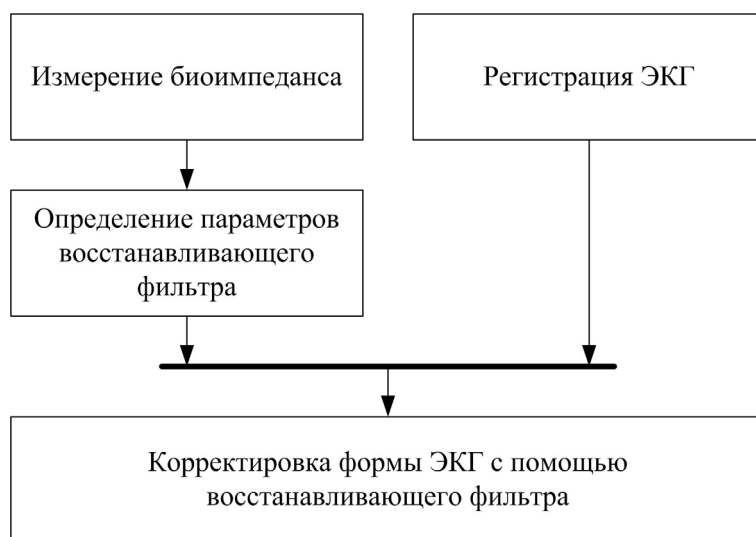 Измерение биоимпеданса
Регистрация ЭКГ
Определение параметров
восстанавливающего
фильтра
Корректировка формы ЭКГ с помощью
восстанавливающего фильтра